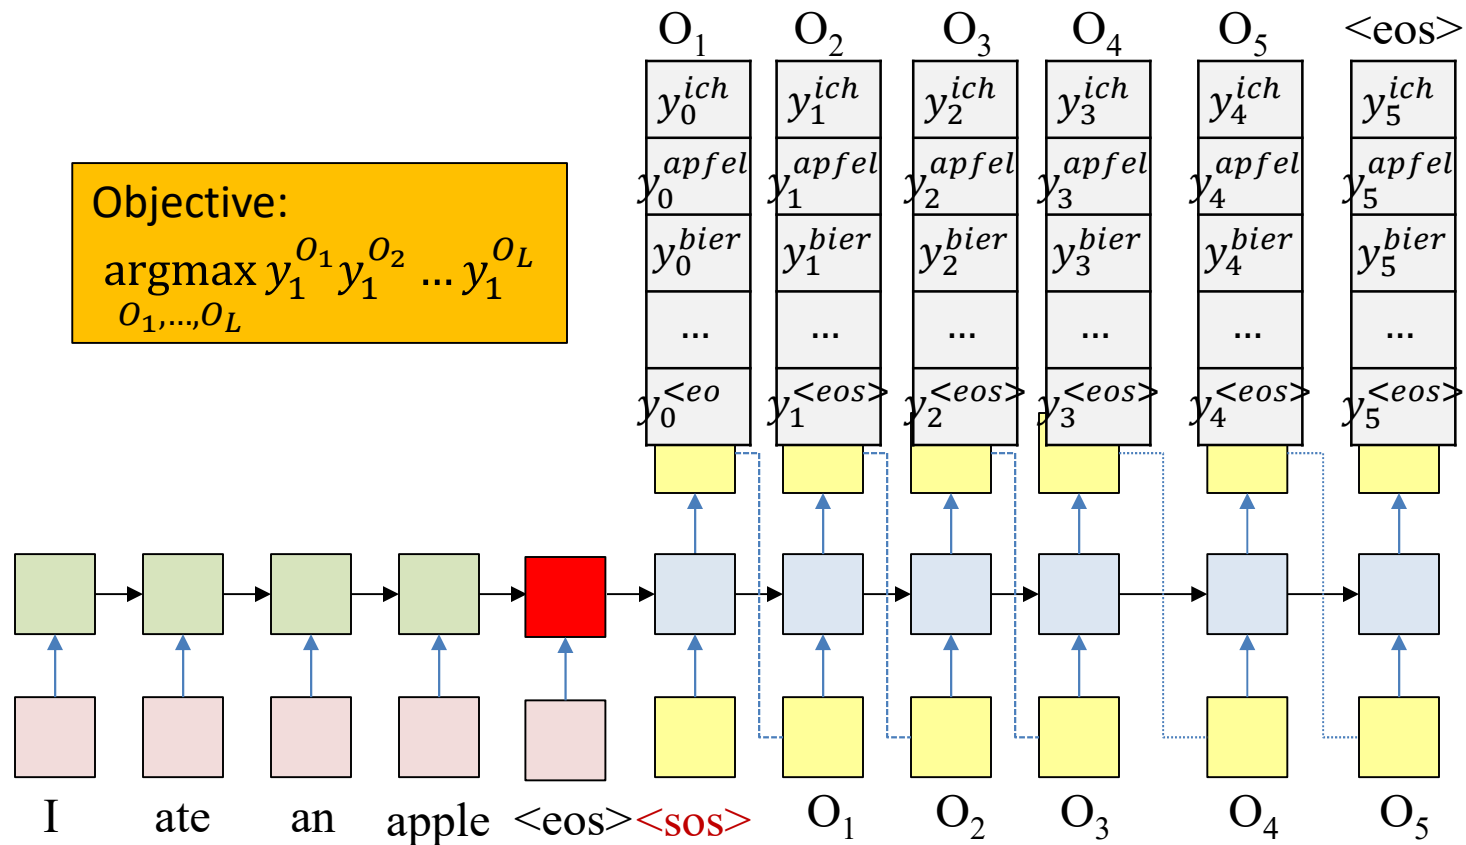 O₁ O₂ O₃ O₄ O₅ <eos>
y₀^ich y₁^ich y₂^ich y₃^ich y₄^ich y₅^ich
y₀^apfel y₁^apfel y₂^apfel y₃^apfel y₄^apfel y₅^apfel
y₀^bier y₁^bier y₂^bier y₃^bier y₄^bier y₅^bier
... ... ... ... ... ...
y₀^<eo y₁^<eos> y₂^<eos> y₃^<eos> y₄^<eos> y₅^<eos>
Objective:
argmax y₁^O₁ y₁^O₂ ... y₁^O_L
O₁,...,O_L
I ate an apple <eos> <sos> O₁ O₂ O₃ O₄ O₅